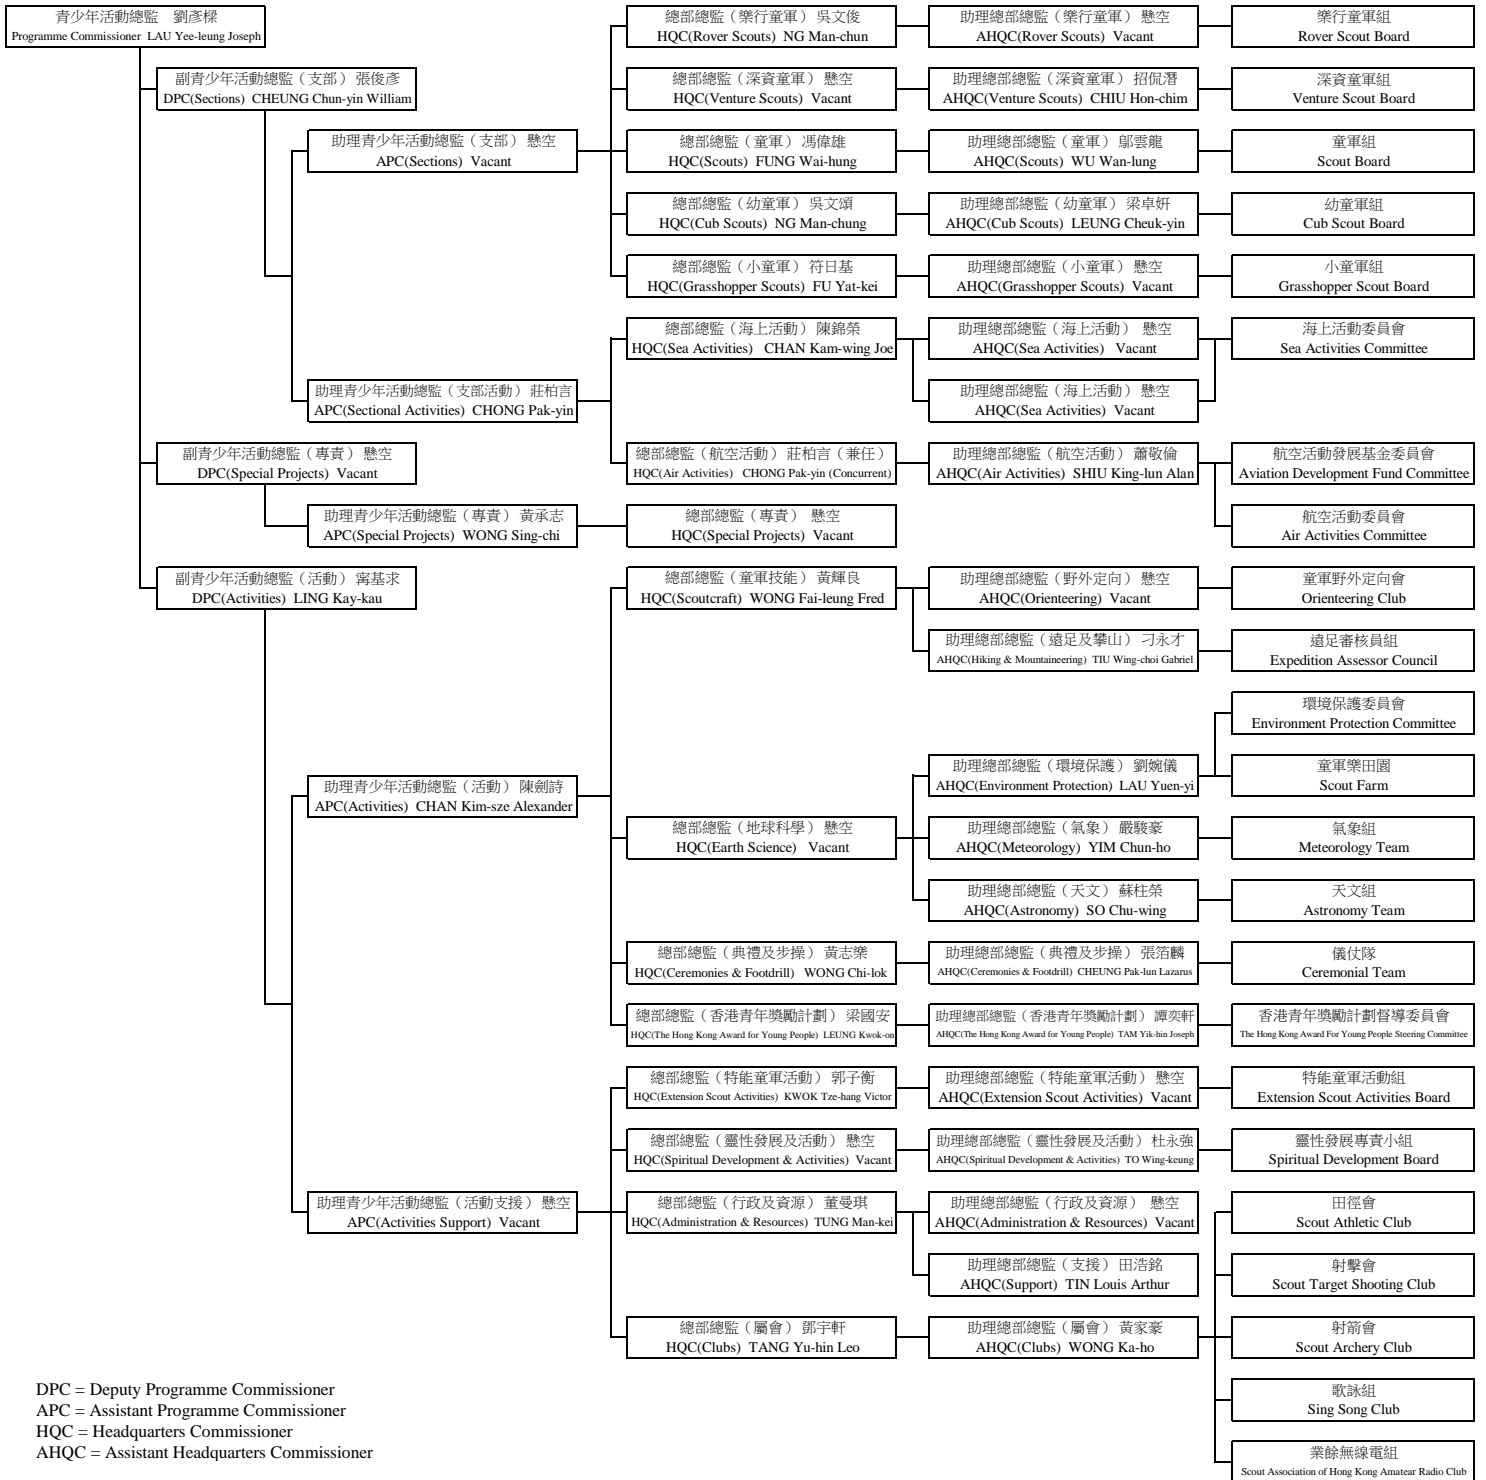 青少年活動總監　劉彥樑
Programme Commissioner LAU Yee-leung Joseph
副青少年活動總監（支部）張俊彥
DPC(Sections) CHEUNG Chun-yin William
助理青少年活動總監（支部）懸空
APC(Sections) Vacant
總部總監（樂行童軍）吳文俊
HQC(Rover Scouts) NG Man-chun
助理總部總監（樂行童軍）懸空
AHQC(Rover Scouts) Vacant
樂行童軍組
Rover Scout Board
總部總監（深資童軍）懸空
HQC(Venture Scouts) Vacant
助理總部總監（深資童軍）招侃潛
AHQC(Venture Scouts) CHIU Hon-chim
深資童軍組
Venture Scout Board
總部總監（童軍）馮偉雄
HQC(Scouts) FUNG Wai-hung
助理總部總監（童軍）鄔雲龍
AHQC(Scouts) WU Wan-lung
童軍組
Scout Board
總部總監（幼童軍）吳文頌
HQC(Cub Scouts) NG Man-chung
助理總部總監（幼童軍）梁卓妍
AHQC(Cub Scouts) LEUNG Cheuk-yin
幼童軍組
Cub Scout Board
總部總監（小童軍）符日基
HQC(Grasshopper Scouts) FU Yat-kei
助理總部總監（小童軍）懸空
AHQC(Grasshopper Scouts) Vacant
小童軍組
Grasshopper Scout Board
助理青少年活動總監（支部活動）莊柏言
APC(Sectional Activities) CHONG Pak-yin
總部總監（海上活動）陳錦榮
HQC(Sea Activities) CHAN Kam-wing Joe
助理總部總監（海上活動） 懸空
AHQC(Sea Activities) Vacant
海上活動委員會
Sea Activities Committee
助理總部總監（海上活動）懸空
AHQC(Sea Activities) Vacant
總部總監（航空活動）莊柏言（兼任）
HQC(Air Activities) CHONG Pak-yin (Concurrent)
助理總部總監（航空活動）蕭敬倫
AHQC(Air Activities) SHIU King-lun Alan
航空活動發展基金委員會
Aviation Development Fund Committee
航空活動委員會
Air Activities Committee
副青少年活動總監（專責）懸空
DPC(Special Projects) Vacant
助理青少年活動總監（專責）黃承志
APC(Special Projects) WONG Sing-chi
總部總監（專責） 懸空
HQC(Special Projects) Vacant
副青少年活動總監（活動）寗基求
DPC(Activities) LING Kay-kau
助理青少年活動總監（活動）陳劍詩
APC(Activities) CHAN Kim-sze Alexander
總部總監（童軍技能）黃輝良
HQC(Scoutcraft) WONG Fai-leung Fred
助理總部總監（野外定向）懸空
AHQC(Orienteering) Vacant
童軍野外定向會
Orienteering Club
助理總部總監（遠足及攀山）刁永才
AHQC(Hiking & Mountaineering) TIU Wing-choi Gabriel
遠足審核員組
Expedition Assessor Council
總部總監（地球科學）懸空
HQC(Earth Science) Vacant
助理總部總監（環境保護）劉婉儀
AHQC(Environment Protection) LAU Yuen-yi
環境保護委員會
Environment Protection Committee
童軍樂田園
Scout Farm
助理總部總監（氣象）嚴駿豪
AHQC(Meteorology) YIM Chun-ho
氣象組
Meteorology Team
助理總部總監（天文）蘇柱榮
AHQC(Astronomy) SO Chu-wing
天文組
Astronomy Team
總部總監（典禮及步操）黃志樂
HQC(Ceremonies & Footdrill) WONG Chi-lok
助理總部總監（典禮及步操）張箔麟
AHQC(Ceremonies & Footdrill) CHEUNG Pak-lun Lazarus
儀仗隊
Ceremonial Team
總部總監（香港青年獎勵計劃）梁國安
HQC(The Hong Kong Award for Young People) LEUNG Kwok-on
助理總部總監（香港青年獎勵計劃）譚奕軒
AHQC(The Hong Kong Award for Young People) TAM Yik-hin Joseph
香港青年獎勵計劃督導委員會
The Hong Kong Award For Young People Steering Committee
助理青少年活動總監（活動支援）懸空
APC(Activities Support) Vacant
總部總監（特能童軍活動）郭子衡
HQC(Extension Scout Activities) KWOK Tze-hang Victor
助理總部總監（特能童軍活動）懸空
AHQC(Extension Scout Activities) Vacant
特能童軍活動組
Extension Scout Activities Board
總部總監（靈性發展及活動）懸空
HQC(Spiritual Development & Activities) Vacant
助理總部總監（靈性發展及活動）杜永強
AHQC(Spiritual Development & Activities) TO Wing-keung
靈性發展專責小組
Spiritual Development Board
總部總監（行政及資源）董曼琪
HQC(Administration & Resources) TUNG Man-kei
助理總部總監（行政及資源） 懸空
AHQC(Administration & Resources) Vacant
助理總部總監（支援）田浩銘
AHQC(Support) TIN Louis Arthur
總部總監（屬會）鄧宇軒
HQC(Clubs) TANG Yu-hin Leo
助理總部總監（屬會）黃家豪
AHQC(Clubs) WONG Ka-ho
田徑會
Scout Athletic Club
射擊會
Scout Target Shooting Club
射箭會
Scout Archery Club
歌詠組
Sing Song Club
業餘無線電組
Scout Association of Hong Kong Amatear Radio Club
DPC = Deputy Programme Commissioner
APC = Assistant Programme Commissioner
HQC = Headquarters Commissioner
AHQC = Assistant Headquarters Commissioner